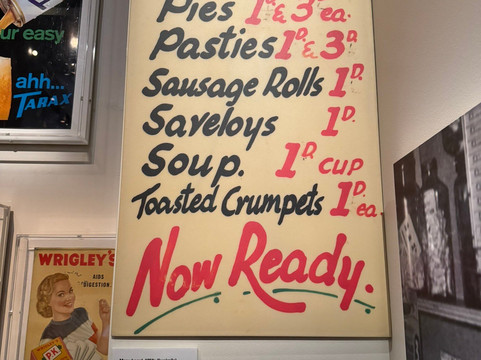 Pies 1D. & 3D. ea.
Pasties 1D. & 3D.
Sausage Rolls 1D.
Saveloys 1D.
Soup. 1D. CUP
Toasted Crumpets 1D. ea.
Now Ready.
ur easy
ahh...
TARAX
WRIGLEY'S
AIDS
DIGESTION
P.K.